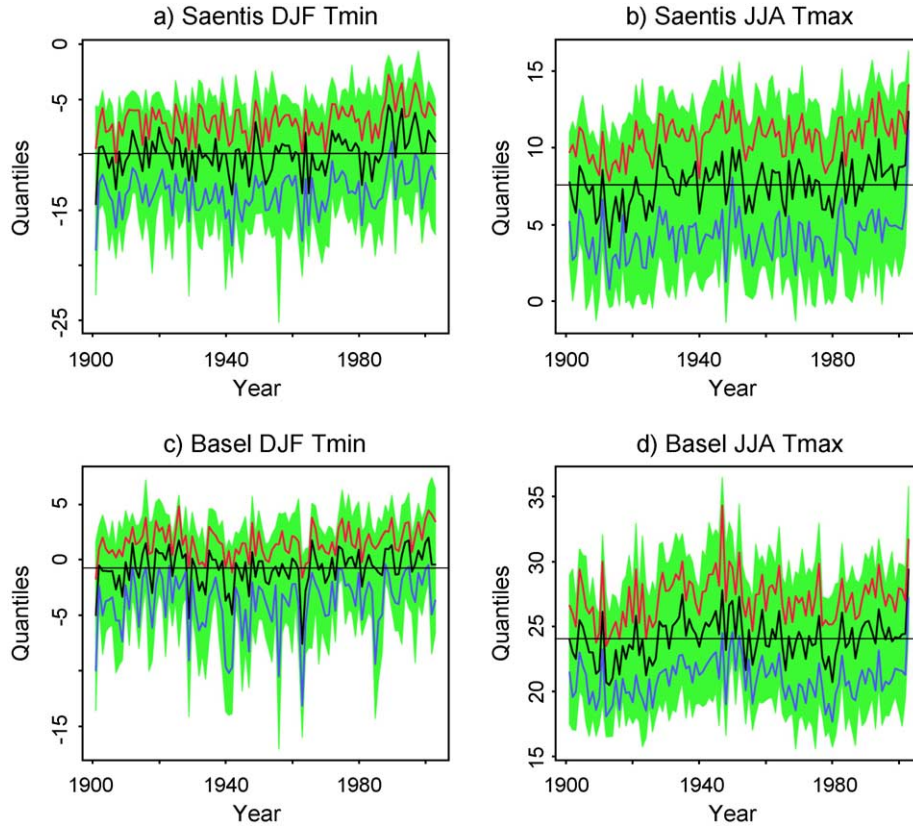 a) Saentis DJF Tmin
0
-5
-15
-25
Quantiles
1900 1940 1980
Year
b) Saentis JJA Tmax
15
10
5
0
Quantiles
1900 1940 1980
Year
c) Basel DJF Tmin
5
0
-5
-15
Quantiles
1900 1940 1980
Year
d) Basel JJA Tmax
35
30
25
20
15
Quantiles
1900 1940 1980
Year